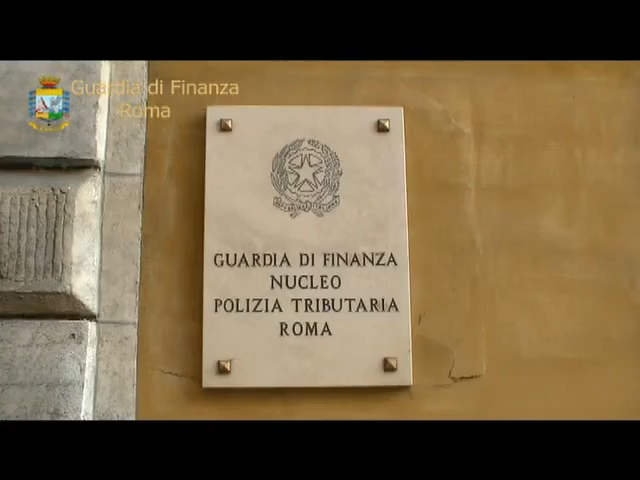 Guardia di Finanza
Roma
GUARDIA DI FINANZA
NUCLEO
POLIZIA TRIBUTARIA
ROMA